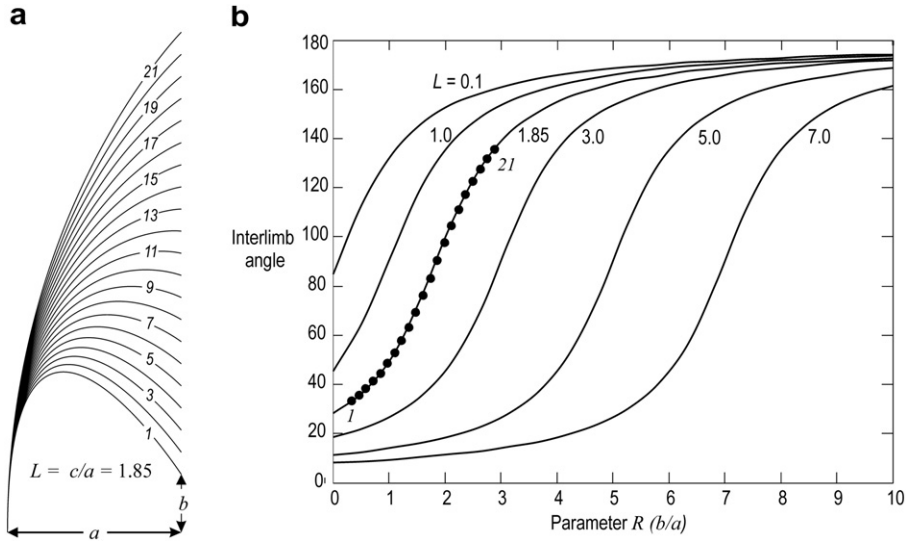 a
21
19
17
15
13
11
9
7
5
3
1
L = c/a = 1.85
b
a
b
180
160
140
120
100
80
60
40
20
0
Interlimb
angle
L = 0.1
1.0
1.85
3.0
5.0
7.0
21
1
0 1 2 3 4 5 6 7 8 9 10
Parameter R (b/a)